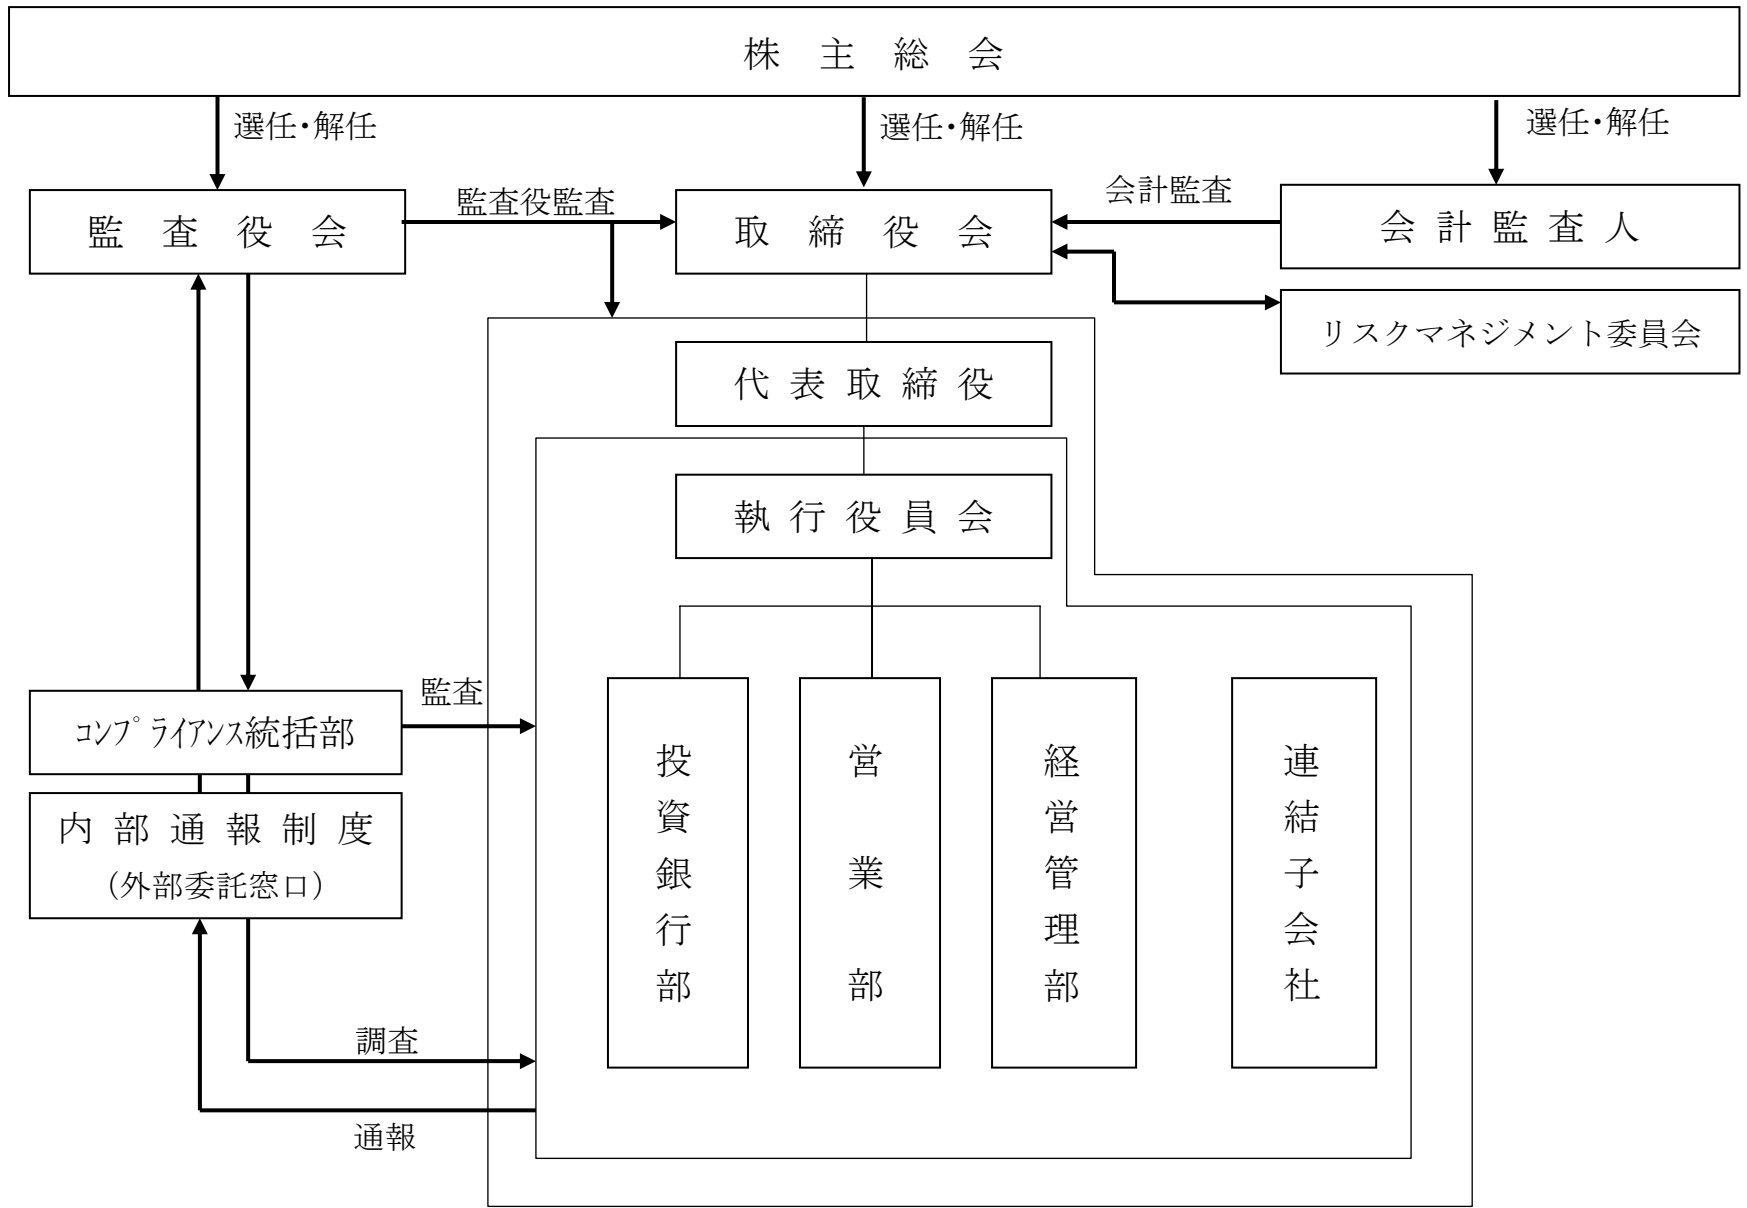 株 主 総 会
選任・解任
選任・解任
選任・解任
監 査 役 会
監査役監査
取 締 役 会
会計監査
会 計 監 査 人
リスクマネジメント委員会
代 表 取 締 役
執 行 役 員 会
コンプライアンス統括部
監査
内 部 通 報 制 度
（外部委託窓口）
投資銀行部
営業部
経営管理部
連結子会社
調査
通報